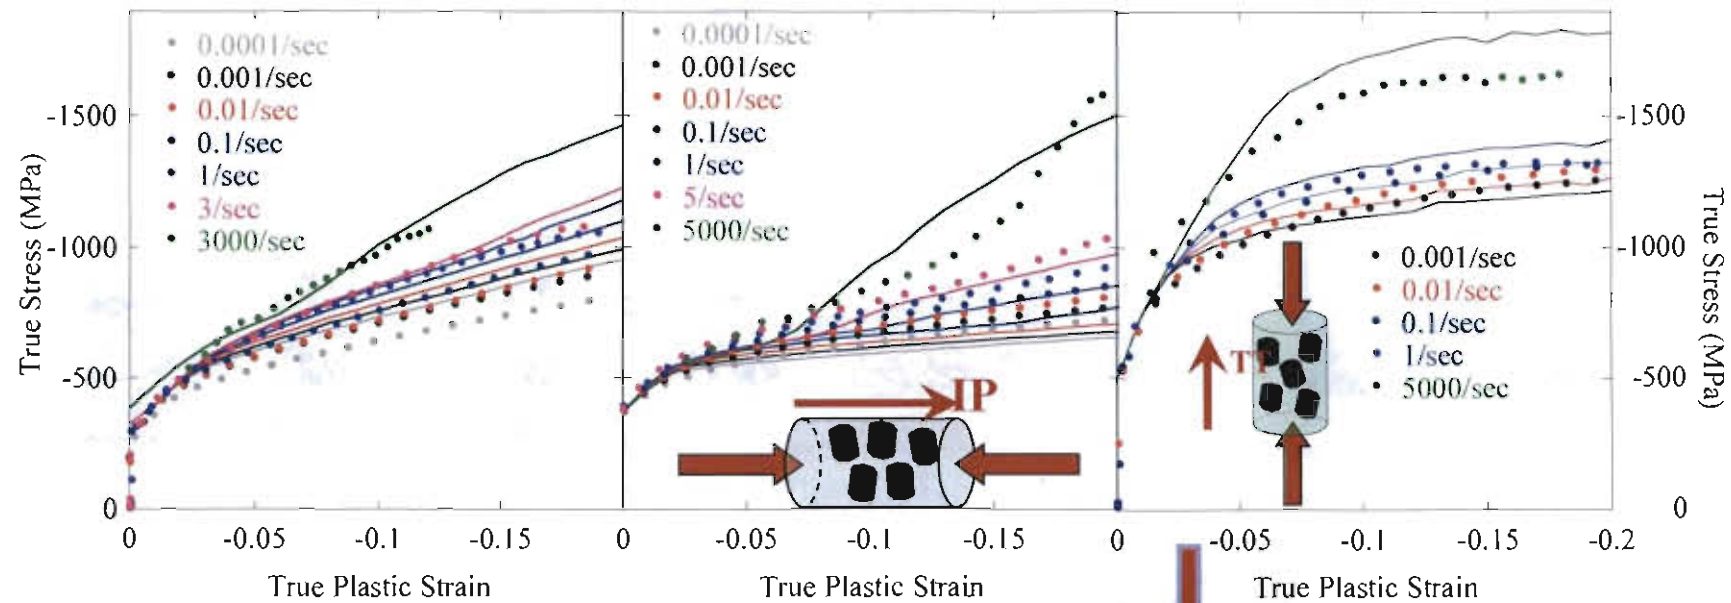 0.0001/sec
0.001/sec
0.01/sec
0.1/sec
1/sec
3/sec
3000/sec
0.0001/sec
0.001/sec
0.01/sec
0.1/sec
1/sec
5/sec
5000/sec
0.001/sec
0.01/sec
0.1/sec
1/sec
5000/sec
IP
TT
-1500
-1000
-500
0
True Stress (MPa)
-1500
-1000
-500
0
True Stress (MPa)
0
-0.05
-0.1
-0.15
0
-0.05
-0.1
-0.15
0
-0.05
-0.1
-0.15
-0.2
True Plastic Strain
True Plastic Strain
True Plastic Strain